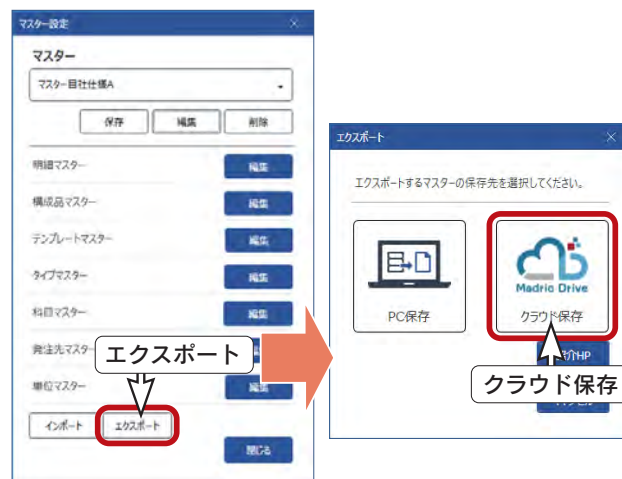 マスター設定
マスター
マスター自社仕様A
保存
編集
削除
明細マスター
編集
構成品マスター
編集
テンプレートマスター
編集
タイプマスター
編集
科目マスター
編集
発注先マスター
エクスポート
単位マスター
編集
インポート
エクスポート
閉じる
エクスポート
エクスポートするマスターの保存先を選択してください。
PC保存
Madric Drive
クラウド保存
クラウド保存